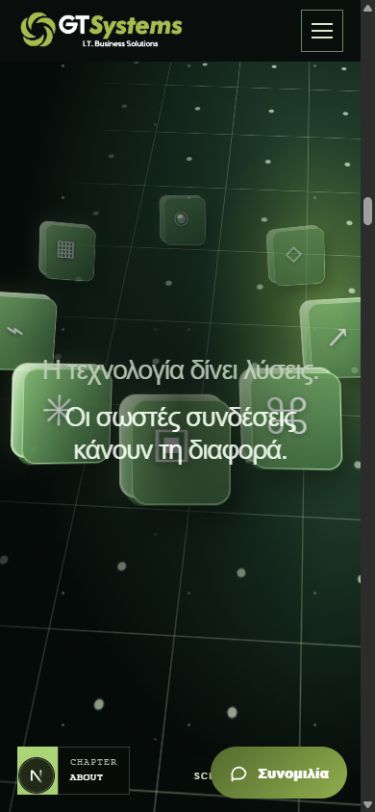 GTSystems
I.T. Business Solutions
Η τεχνολογία δίνει λύσεις.
Οι σωστές συνδέσεις
κάνουν τη διαφορά.
N
CHAPTER
ABOUT
Συνομιλία